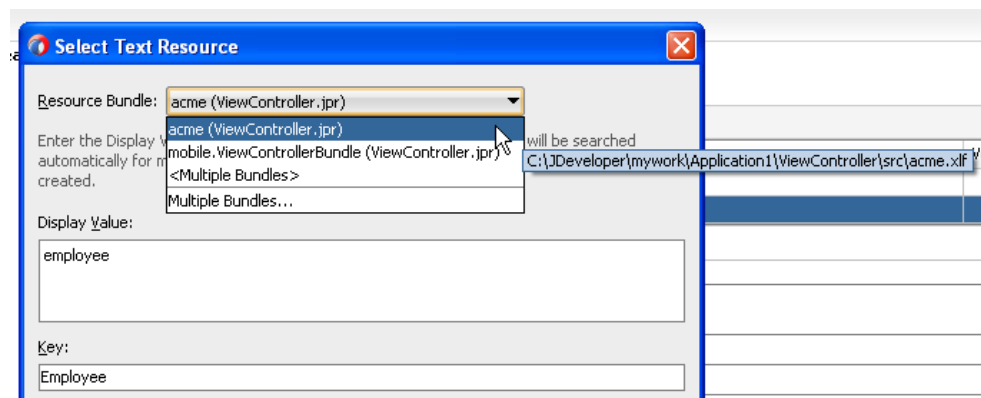 Select Text Resource
Resource Bundle: acme (ViewController.jpr)
acme (ViewController.jpr)
mobile.ViewControllerBundle (ViewController.jpr)
<Multiple Bundles>
Multiple Bundles...
Enter the Display will be searched
automatically for
created.
C:\JDeveloper\mywork\Application1\ViewController\src\acme.xlf
Display Value:
employee
Key:
Employee